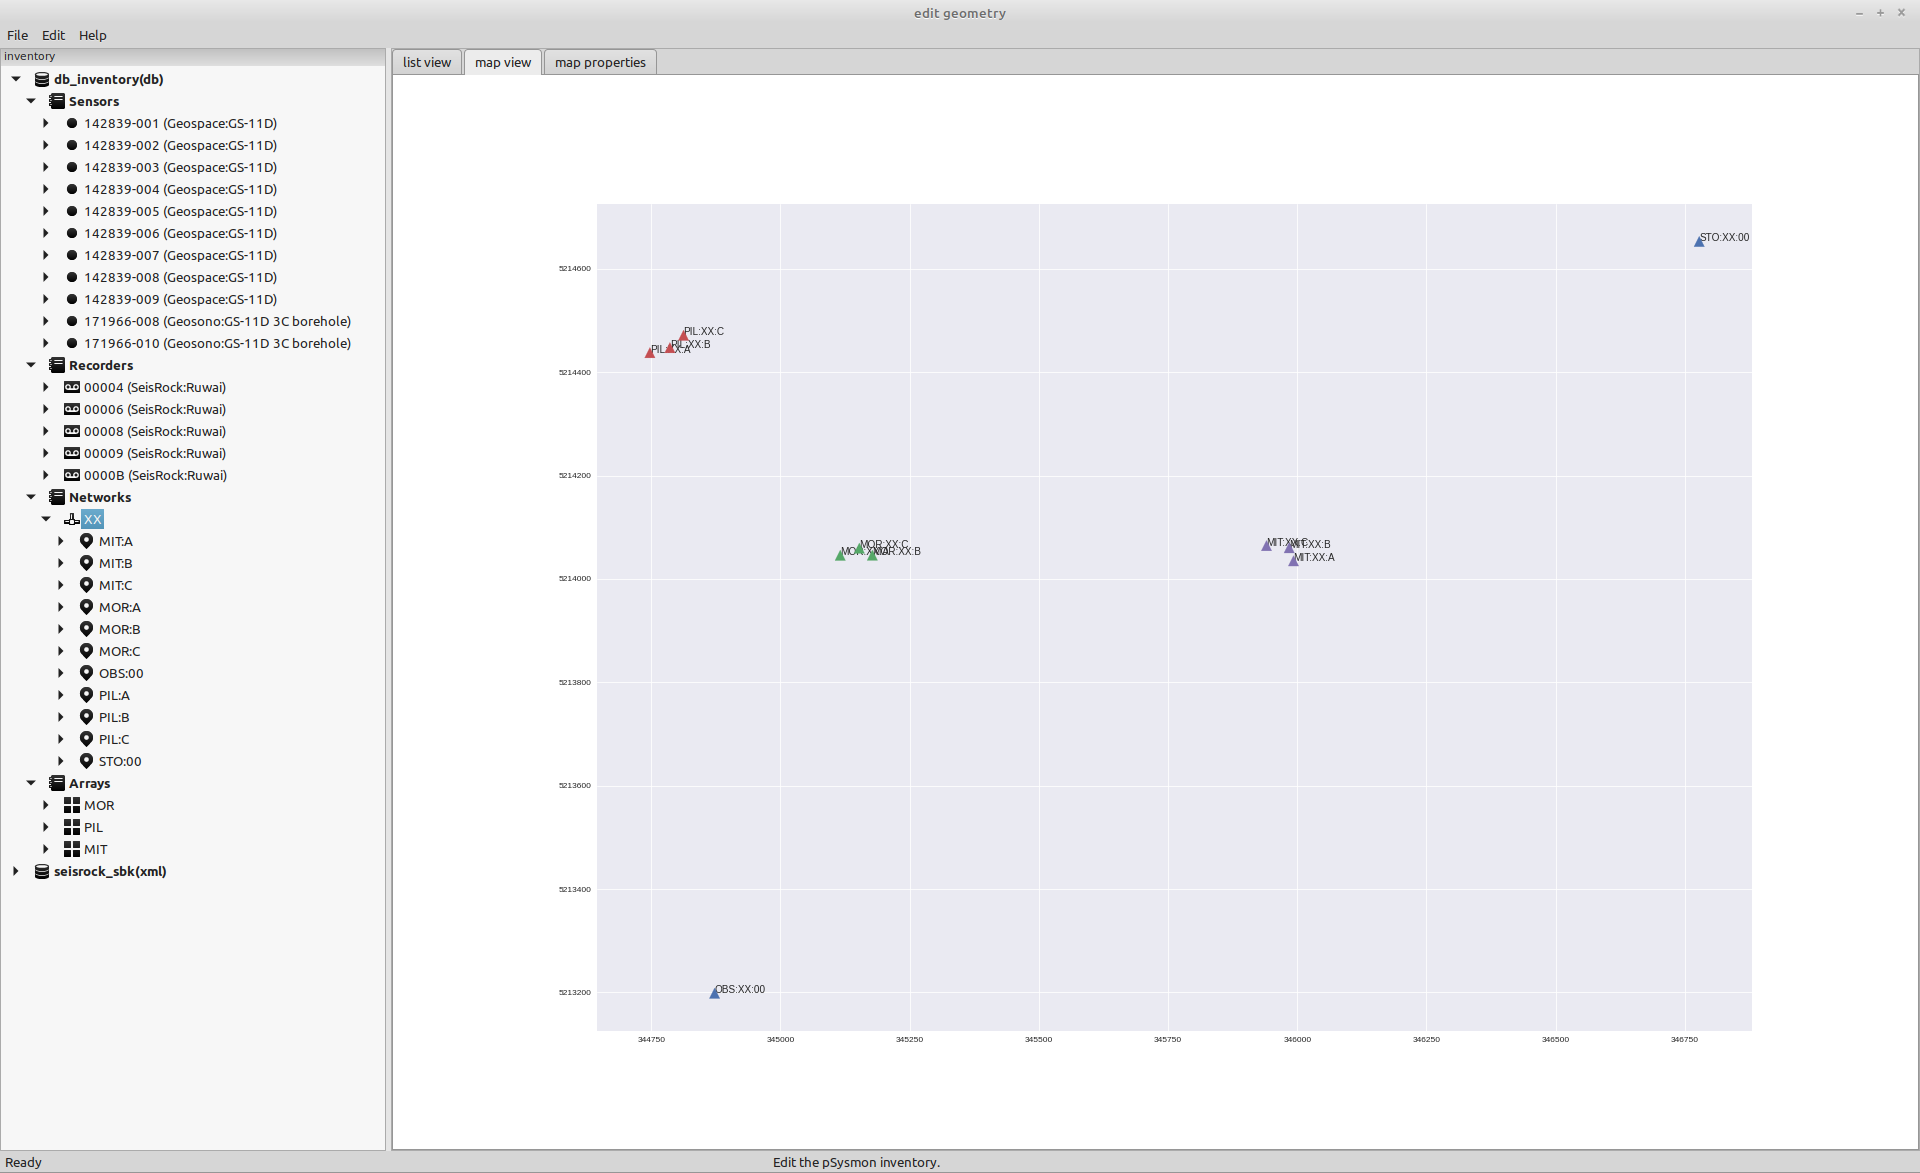 edit geometry
File Edit Help
inventory
db_inventory(db)
Sensors
142839-001 (Geospace:GS-11D)
142839-002 (Geospace:GS-11D)
142839-003 (Geospace:GS-11D)
142839-004 (Geospace:GS-11D)
142839-005 (Geospace:GS-11D)
142839-006 (Geospace:GS-11D)
142839-007 (Geospace:GS-11D)
142839-008 (Geospace:GS-11D)
142839-009 (Geospace:GS-11D)
171966-008 (Geosono:GS-11D 3C borehole)
171966-010 (Geosono:GS-11D 3C borehole)
Recorders
00004 (SeisRock:Ruwai)
00006 (SeisRock:Ruwai)
00008 (SeisRock:Ruwai)
00009 (SeisRock:Ruwai)
0000B (SeisRock:Ruwai)
Networks
XX
MIT:A
MIT:B
MIT:C
MOR:A
MOR:B
MOR:C
OBS:00
PIL:A
PIL:B
PIL:C
STO:00
Arrays
MOR
PIL
MIT
seisrock_sbk(xml)
list view map view map properties
STO:XX:00
5214600
PIL:XX:C
PIL:XX:B
PIL:XX:A
5214400
5214200
MOR:XX:C
MOR:XX:A
MOR:XX:B
MIT:XX:C
MIT:XX:B
MIT:XX:A
5214000
5213800
5213600
5213400
OBS:XX:00
5213200
344750 345000 345250 345500 345750 346000 346250 346500 346750
Ready
Edit the pSysmon inventory.